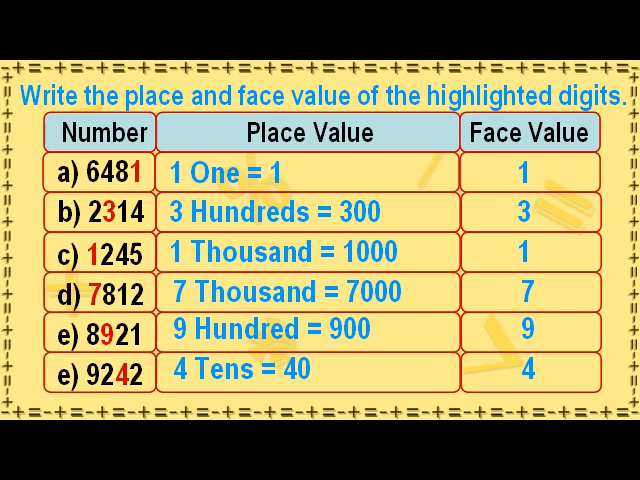 Write the place and face value of the highlighted digits.
Number Place Value Face Value
a) 6481 1 One = 1 1
b) 2314 3 Hundreds = 300 3
c) 1245 1 Thousand = 1000 1
d) 7812 7 Thousand = 7000 7
e) 8921 9 Hundred = 900 9
e) 9242 4 Tens = 40 4